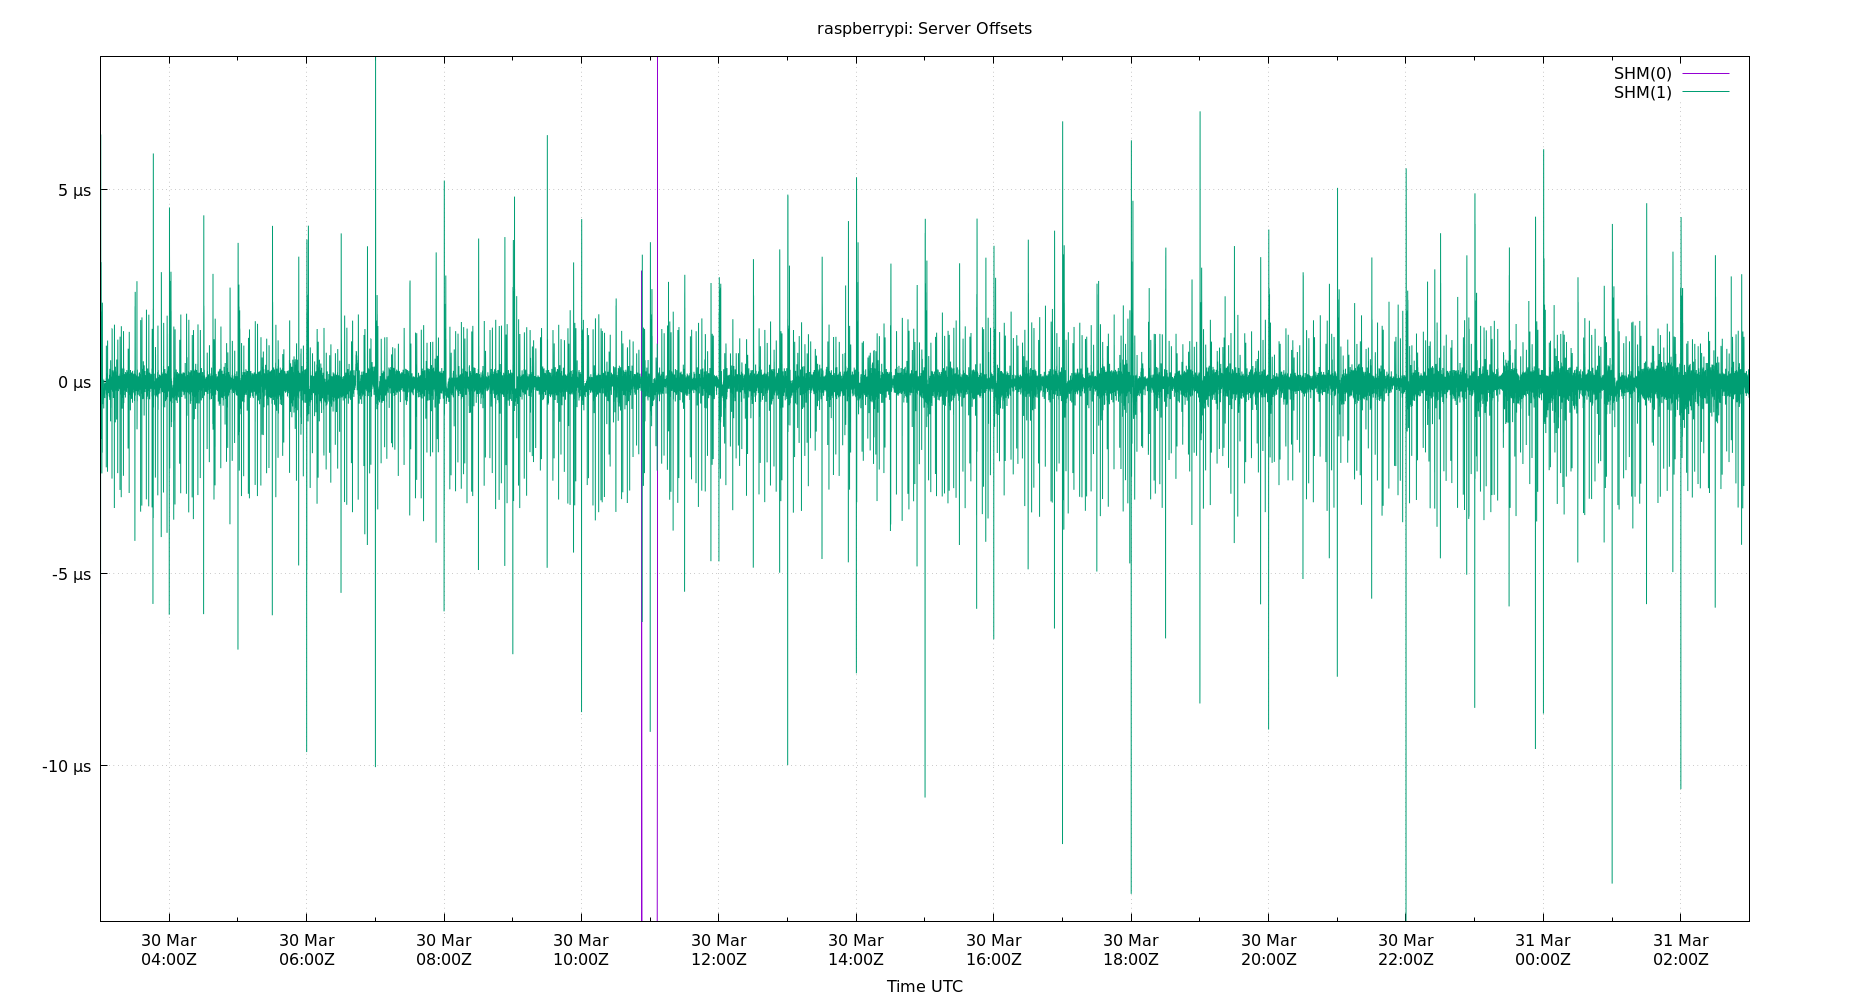 raspberrypi: Server Offsets
SHM(0)
SHM(1)
5 µs
0 µs
-5 µs
-10 µs
30 Mar 30 Mar 30 Mar 30 Mar 30 Mar 30 Mar 30 Mar 30 Mar 30 Mar 30 Mar 31 Mar 31 Mar
04:00Z 06:00Z 08:00Z 10:00Z 12:00Z 14:00Z 16:00Z 18:00Z 20:00Z 22:00Z 00:00Z 02:00Z
Time UTC